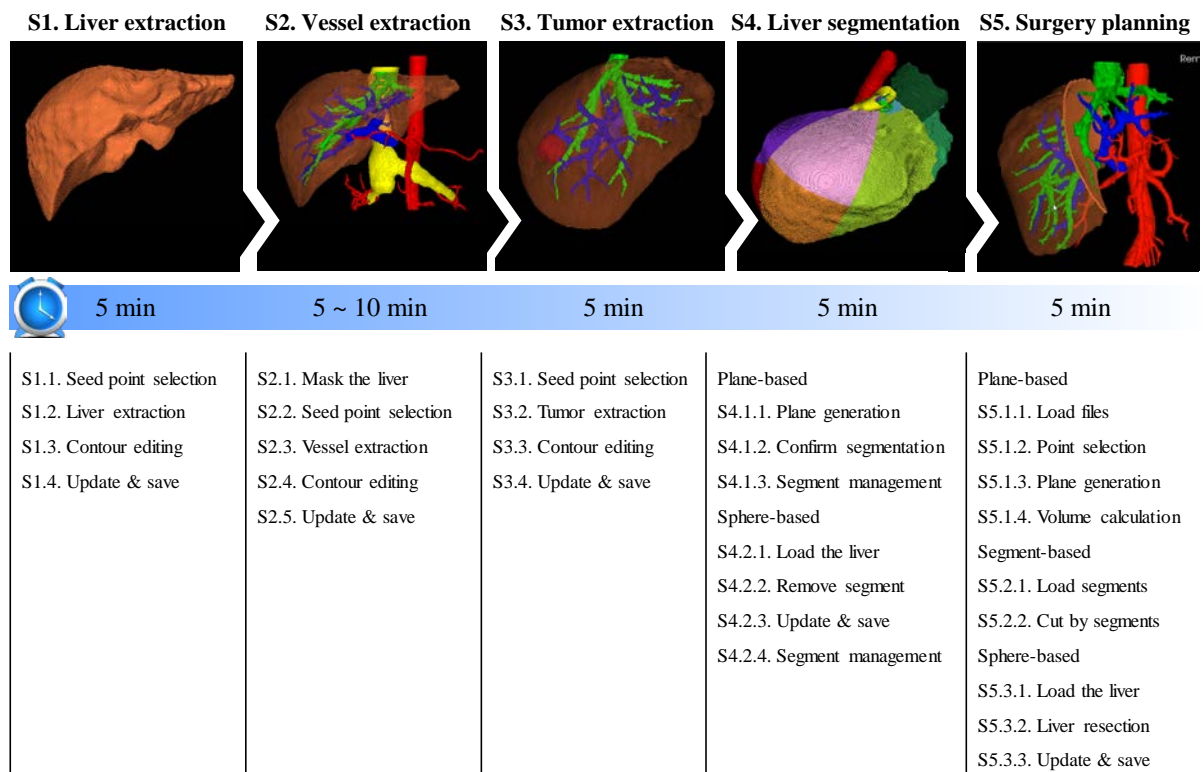 S1. Liver extraction
S2. Vessel extraction
S3. Tumor extraction
S4. Liver segmentation
S5. Surgery planning
Rem
5 min
5 ~ 10 min
5 min
5 min
5 min
S1.1. Seed point selection
S1.2. Liver extraction
S1.3. Contour editing
S1.4. Update & save
S2.1. Mask the liver
S2.2. Seed point selection
S2.3. Vessel extraction
S2.4. Contour editing
S2.5. Update & save
S3.1. Seed point selection
S3.2. Tumor extraction
S3.3. Contour editing
S3.4. Update & save
Plane-based
S4.1.1. Plane generation
S4.1.2. Confirm segmentation
S4.1.3. Segment management
Sphere-based
S4.2.1. Load the liver
S4.2.2. Remove segment
S4.2.3. Update & save
S4.2.4. Segment management
Plane-based
S5.1.1. Load files
S5.1.2. Point selection
S5.1.3. Plane generation
S5.1.4. Volume calculation
Segment-based
S5.2.1. Load segments
S5.2.2. Cut by segments
Sphere-based
S5.3.1. Load the liver
S5.3.2. Liver resection
S5.3.3. Update & save